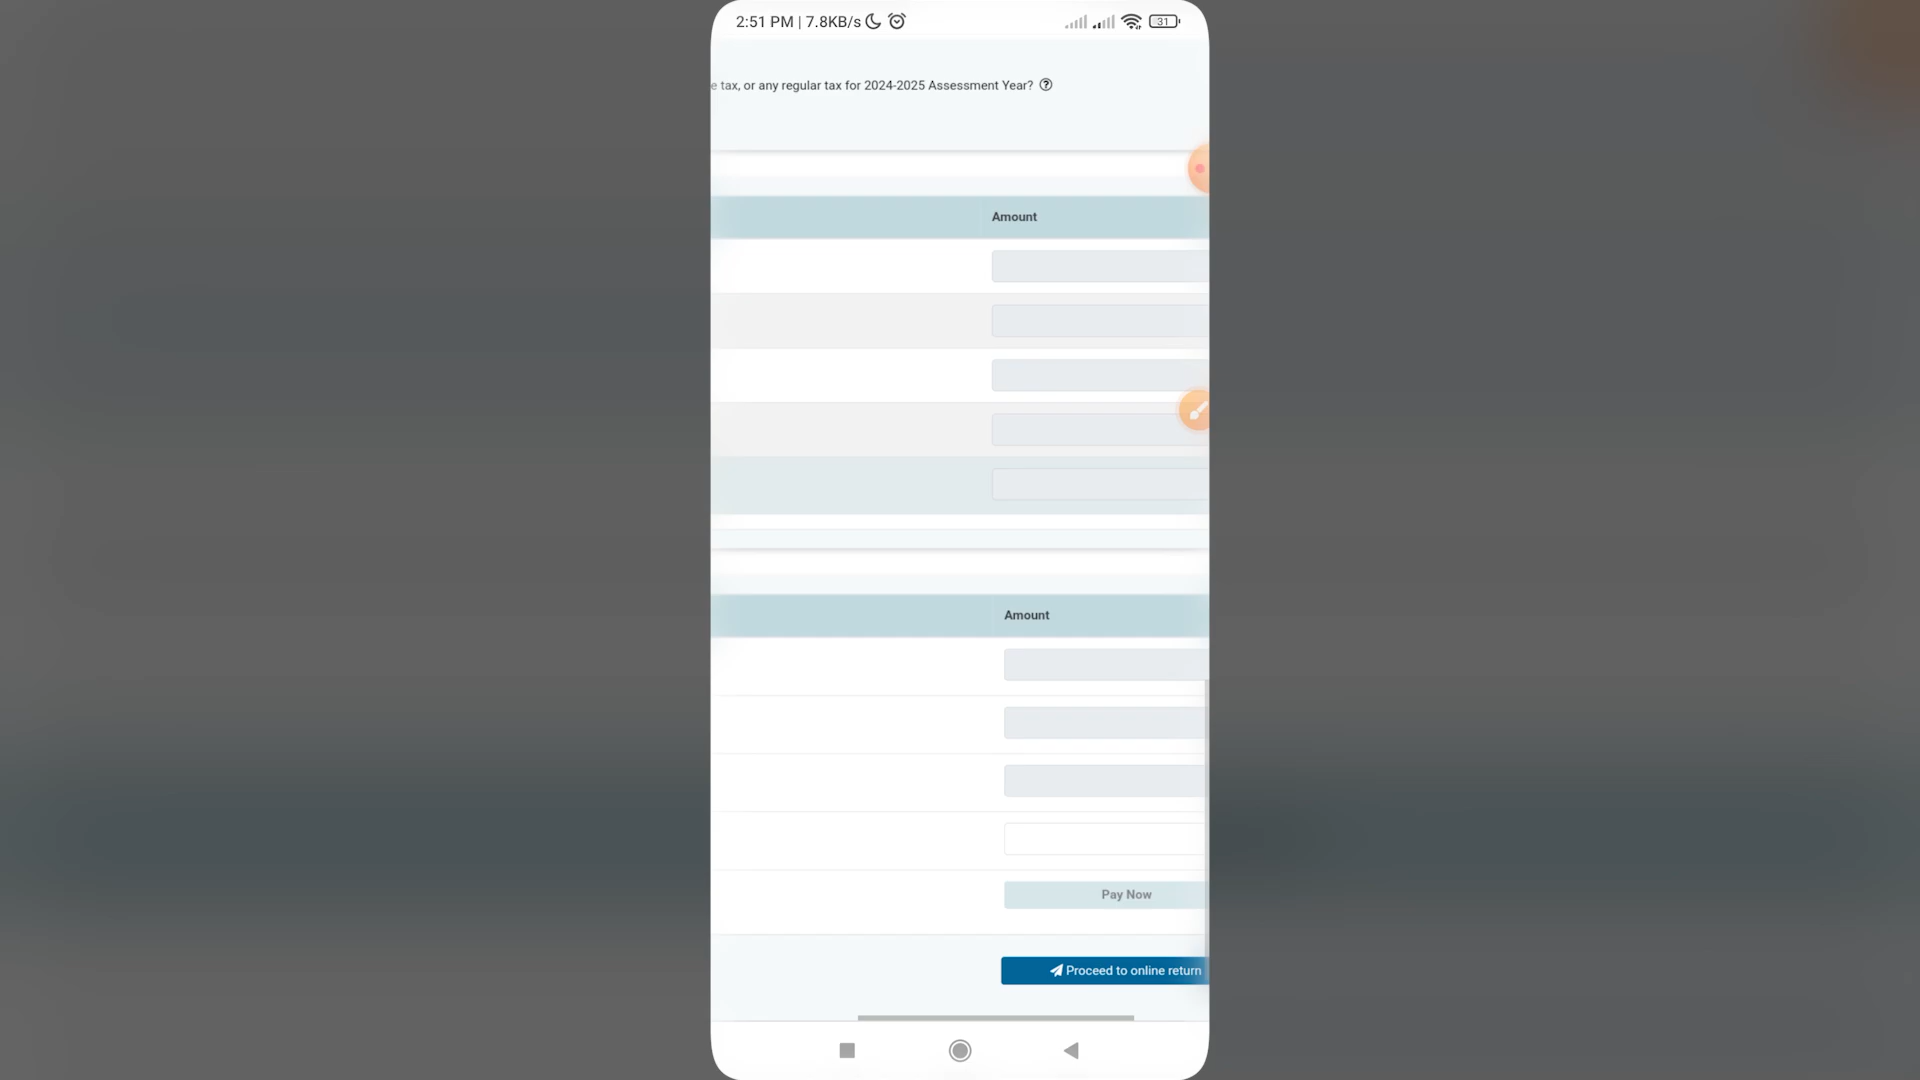 2:51 PM | 7.8KB/s
31
e tax, or any regular tax for 2024-2025 Assessment Year?
Amount
Amount
Pay Now
Proceed to online return